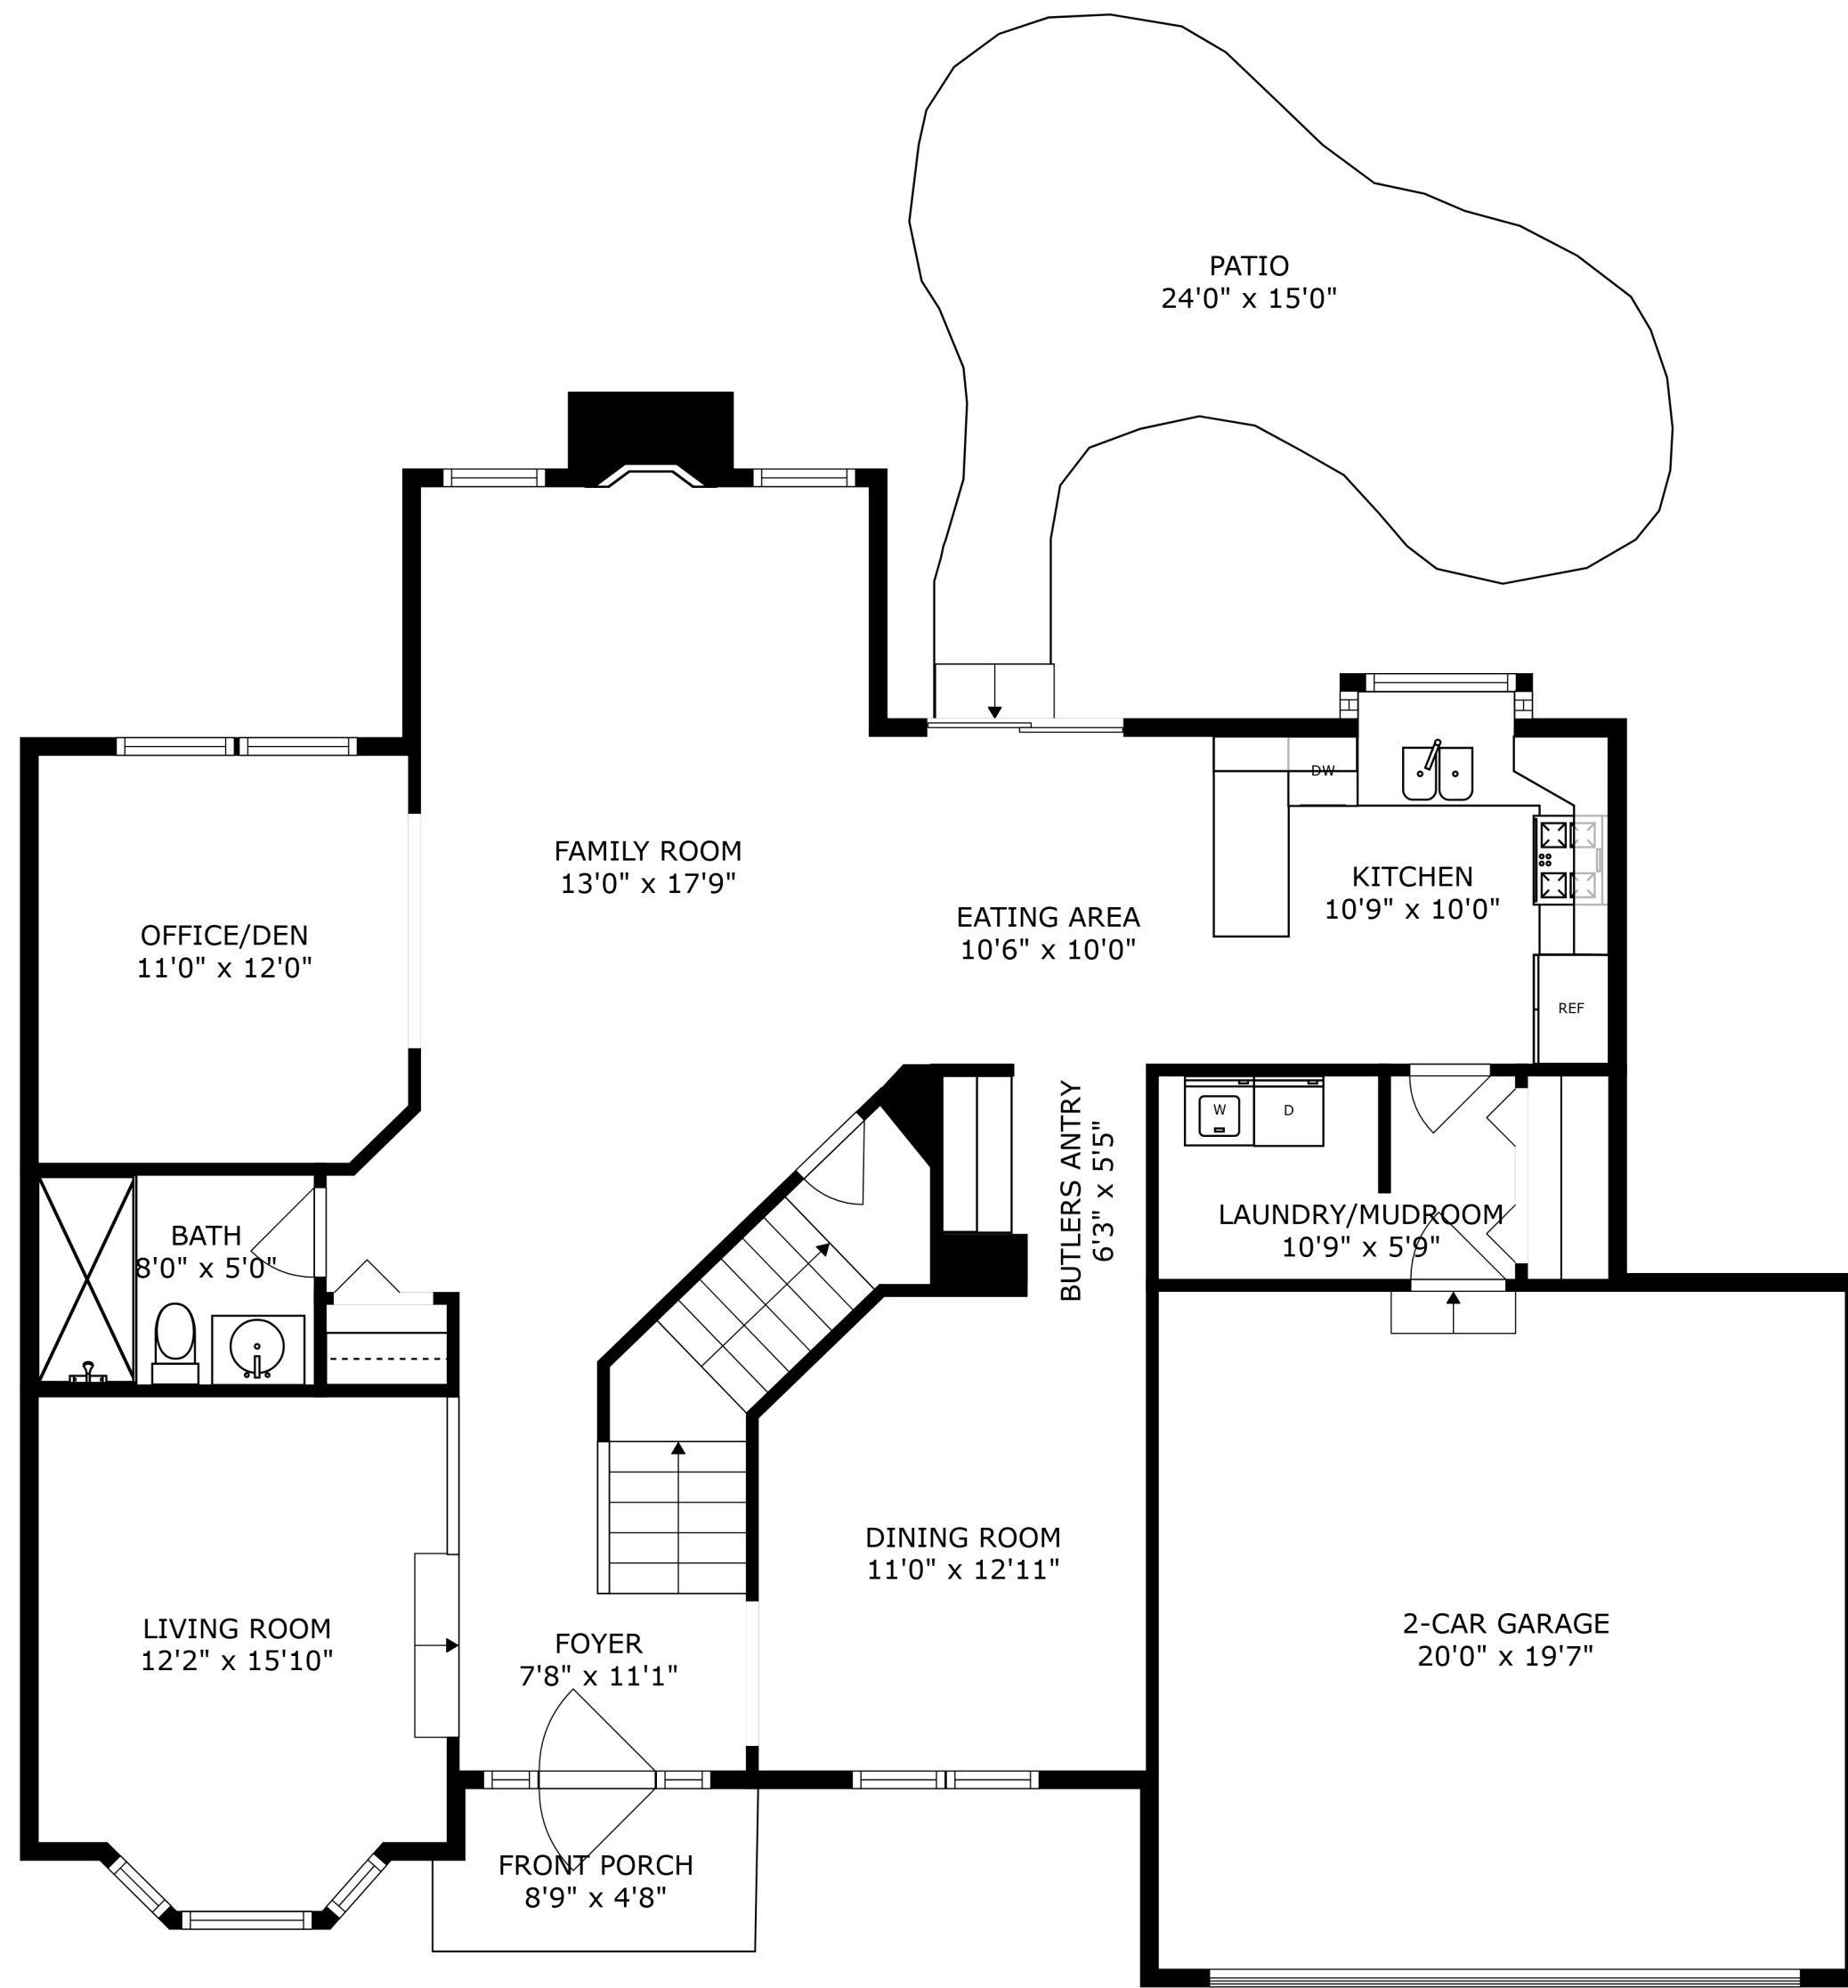 PATIO
24'0" x 15'0"
FAMILY ROOM
13'0" x 17'9"
DW
KITCHEN
10'9" x 10'0"
EATING AREA
10'6" x 10'0"
OFFICE/DEN
11'0" x 12'0"
REF
BUTLERS ANTRY
6'3" x 5'5"
W
D
LAUNDRY/MUDROOM
10'9" x 5'9"
BATH
8'0" x 5'0"
DINING ROOM
11'0" x 12'11"
LIVING ROOM
12'2" x 15'10"
FOYER
7'8" x 11'1"
2-CAR GARAGE
20'0" x 19'7"
FRONT PORCH
8'9" x 4'8"